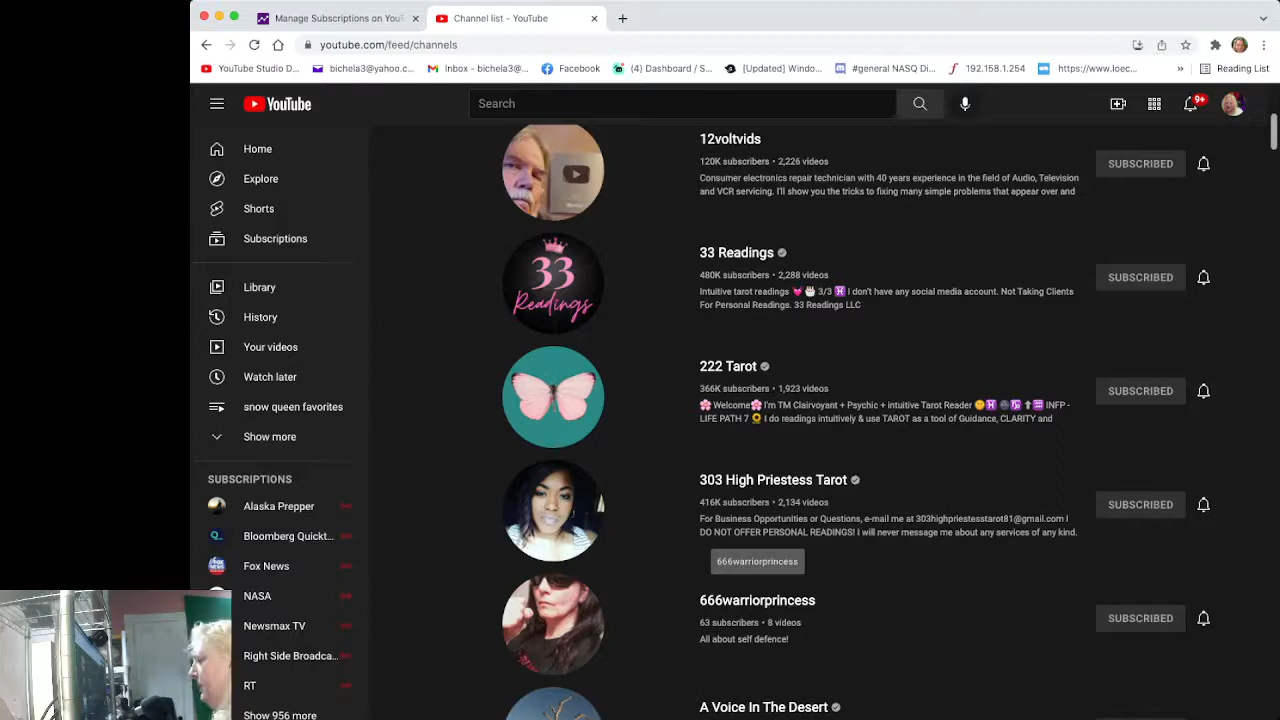 Manage Subscriptions on You
Channel list - YouTube
youtube.com/feed/channels
YouTube Studio D...
bichela3@yahoo.c...
Inbox - bichela3@...
Facebook
(4) Dashboard / S...
[Updated] Windo...
#general NASQ Di...
192.158.1.254
https://www.loec...
»
Reading List
YouTube
Search
9+
Home
Explore
Shorts
Subscriptions
Library
History
Your videos
Watch later
snow queen favorites
Show more
SUBSCRIPTIONS
Alaska Prepper
Bloomberg Quickt...
Fox News
NASA
Newsmax TV
Right Side Broadca...
RT
Show 956 more
12voltvids
120K subscribers • 2,226 videos
Consumer electronics repair technician with 40 years experience in the field of Audio, Television
and VCR servicing. I'll show you the tricks to fixing many simple problems that appear over and
SUBSCRIBED
33
Readings
33 Readings
480K subscribers • 2,288 videos
Intuitive tarot readings 💗 3/3 ♓ I don't have any social media account. Not Taking Clients
For Personal Readings. 33 Readings LLC
SUBSCRIBED
222 Tarot
366K subscribers • 1,923 videos
🌸 Welcome🌸 I'm TM Clairvoyant + Psychic + intuitive Tarot Reader INFP -
LIFE PATH 7 🌻 I do readings intuitively & use TAROT as a tool of Guidance, CLARITY and
SUBSCRIBED
303 High Priestess Tarot
416K subscribers • 2,134 videos
For Business Opportunities or Questions, e-mail me at 303highpriestesstarot81@gmail.com I
DO NOT OFFER PERSONAL READINGS! I will never message me about any services of any kind.
SUBSCRIBED
666warriorprincess
666warriorprincess
63 subscribers • 8 videos
All about self defence!
SUBSCRIBED
A Voice In The Desert